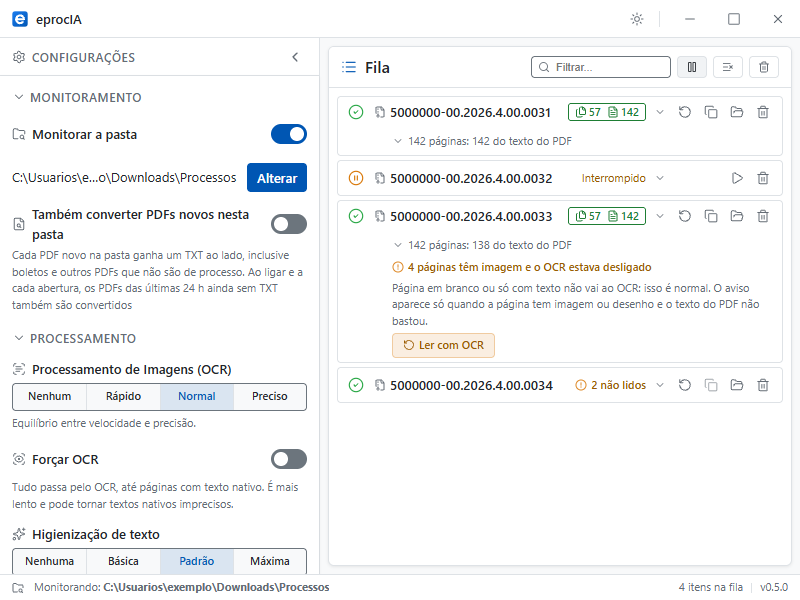 eprocIA
CONFIGURAÇÕES
MONITORAMENTO
Monitorar a pasta
C:\Usuarios\e...o\Downloads\Processos
Alterar
Também converter PDFs novos nesta
pasta
Cada PDF novo na pasta ganha um TXT ao lado, inclusive
boletos e outros PDFs que não são de processo. Ao ligar e a
cada abertura, os PDFs das últimas 24 h ainda sem TXT
também são convertidos
PROCESSAMENTO
Processamento de Imagens (OCR)
Nenhum Rápido Normal Preciso
Equilíbrio entre velocidade e precisão.
Forçar OCR
Tudo passa pelo OCR, até páginas com texto nativo. É mais
lento e pode tornar textos nativos imprecisos.
Higienização de texto
Nenhuma Básica Padrão Máxima
Fila
Filtrar...
5000000-00.2026.4.00.0031 57 142
142 páginas: 142 do texto do PDF
5000000-00.2026.4.00.0032 Interrompido
5000000-00.2026.4.00.0033 57 142
142 páginas: 138 do texto do PDF
4 páginas têm imagem e o OCR estava desligado
Página em branco ou só com texto não vai ao OCR: isso é normal. O aviso
aparece só quando a página tem imagem ou desenho e o texto do PDF não
bastou.
Ler com OCR
5000000-00.2026.4.00.0034 2 não lidos
Monitorando: C:\Usuarios\exemplo\Downloads\Processos
4 itens na fila v0.5.0